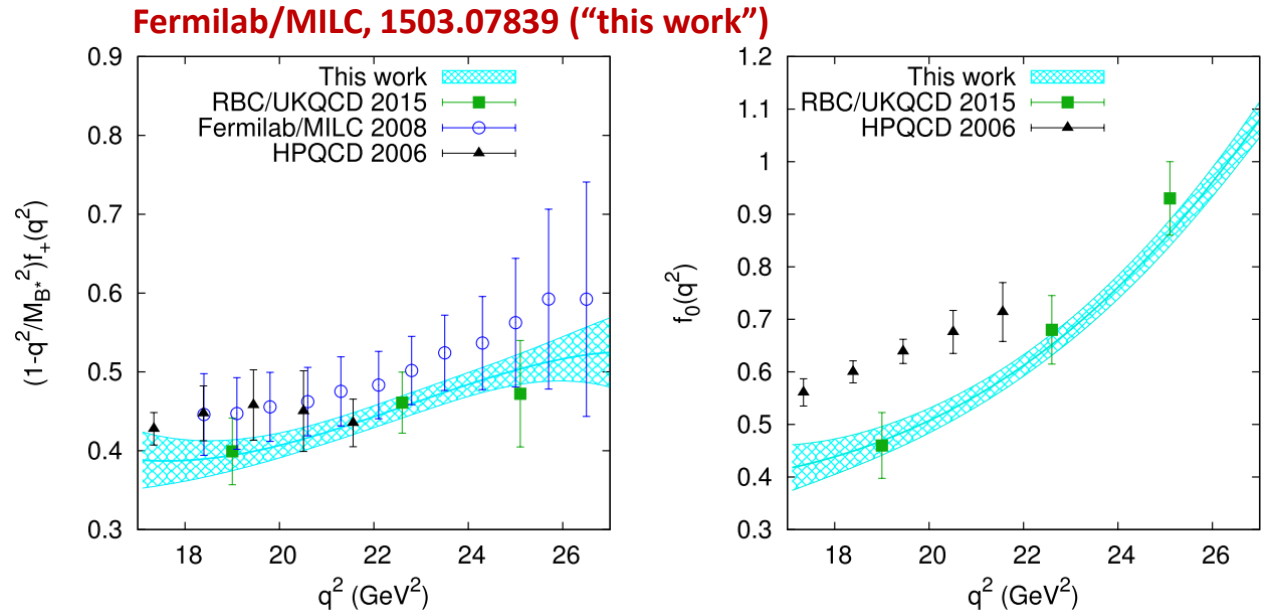 Fermilab/MILC, 1503.07839 (“this work”)
0.9
0.8
0.7
0.6
0.5
0.4
0.3
(1-q²/M_B*²)f₊(q²)
This work
RBC/UKQCD 2015
Fermilab/MILC 2008
HPQCD 2006
18 20 22 24 26
q² (GeV²)
1.2
1.1
1
0.9
0.8
0.7
0.6
0.5
0.4
0.3
f₀(q²)
This work
RBC/UKQCD 2015
HPQCD 2006
18 20 22 24 26
q² (GeV²)